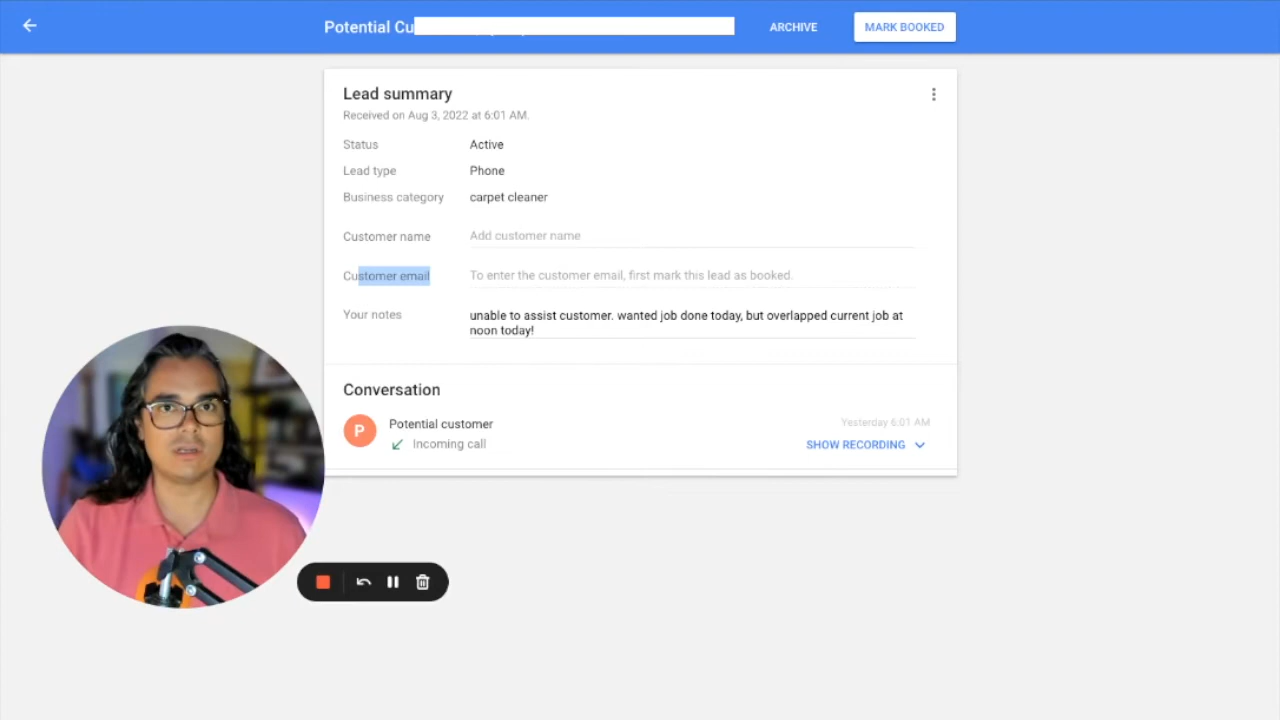 Potential Cu
ARCHIVE
MARK BOOKED
Lead summary
Received on Aug 3, 2022 at 6:01 AM.
Status Active
Lead type Phone
Business category carpet cleaner
Customer name Add customer name
Customer email To enter the customer email, first mark this lead as booked.
Your notes unable to assist customer. wanted job done today, but overlapped current job at
noon today!
Conversation
P
Potential customer
Yesterday 6:01 AM
Incoming call
SHOW RECORDING